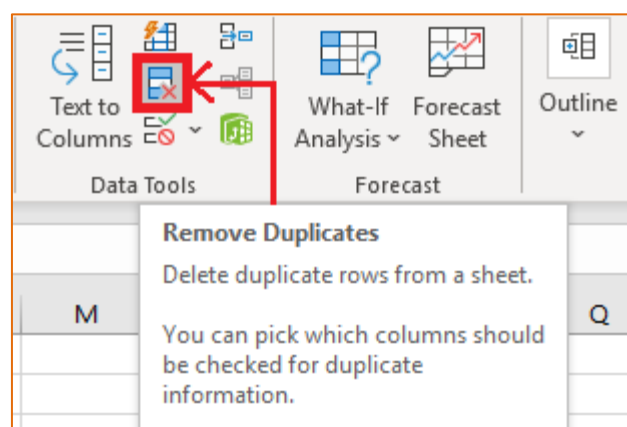 Text to
Columns
What-If
Analysis
Forecast
Sheet
Outline
Data Tools
Forecast
Remove Duplicates
Delete duplicate rows from a sheet.
You can pick which columns should
be checked for duplicate
information.
M
Q